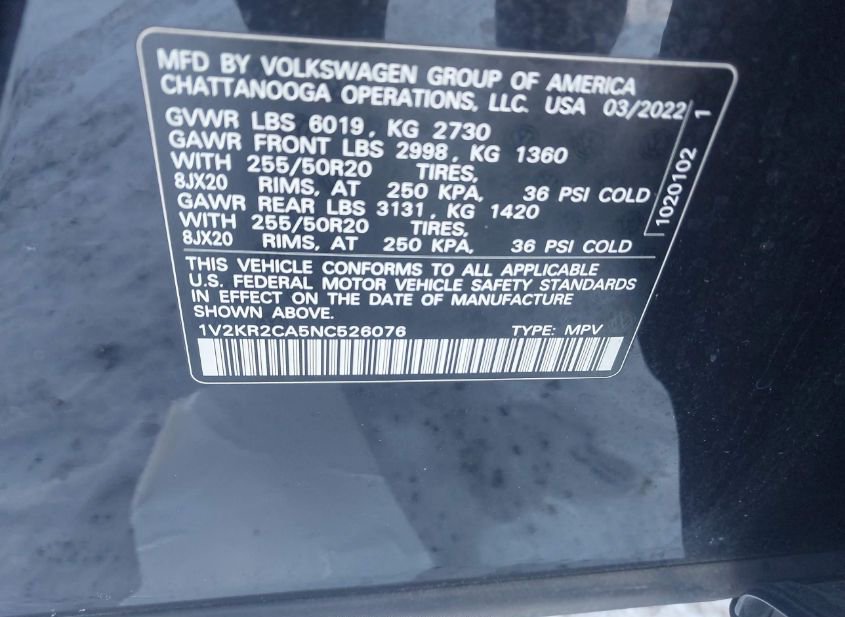 MFD BY VOLKSWAGEN GROUP OF AMERICA
CHATTANOOGA OPERATIONS, LLC. USA 03/2022
GVWR LBS 6019, KG 2730
GAWR FRONT LBS 2998, KG 1360
WITH 255/50R20 TIRES,
8JX20 RIMS, AT 250 KPA, 36 PSI COLD
GAWR REAR LBS 3131, KG 1420
WITH 255/50R20 TIRES,
8JX20 RIMS, AT 250 KPA, 36 PSI COLD
1020102 1
THIS VEHICLE CONFORMS TO ALL APPLICABLE
U.S. FEDERAL MOTOR VEHICLE SAFETY STANDARDS
IN EFFECT ON THE DATE OF MANUFACTURE
SHOWN ABOVE.
1V2KR2CA5NC526076 TYPE: MPV